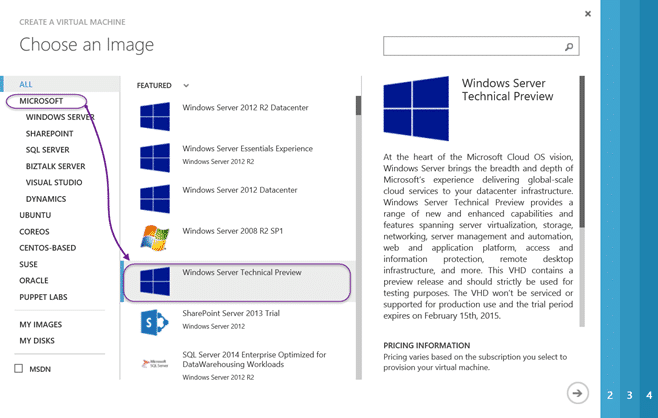 CREATE A VIRTUAL MACHINE
Choose an Image
ALL
MICROSOFT
WINDOWS SERVER
SHAREPOINT
SQL SERVER
BIZTALK SERVER
VISUAL STUDIO
DYNAMICS
UBUNTU
COREOS
CENTOS-BASED
SUSE
ORACLE
PUPPET LABS
MY IMAGES
MY DISKS
MSDN
FEATURED
Windows Server 2012 R2 Datacenter
Windows Server Essentials Experience
Windows Server 2012 R2
Windows Server 2012 Datacenter
Windows Server 2008 R2 SP1
Windows Server Technical Preview
SharePoint Server 2013 Trial
Windows Server 2012
Microsoft
SQL Server
SQL Server 2014 Enterprise Optimized for
DataWarehousing Workloads
Windows Server 2012 R2
Windows Server
Technical Preview
At the heart of the Microsoft Cloud OS vision,
Windows Server brings the breadth and depth of
Microsoft's experience delivering global-scale
cloud services to your datacenter infrastructure.
Windows Server Technical Preview provides a
range of new and enhanced capabilities and
features spanning server virtualization, storage,
networking, server management and automation,
web and application platform, access and
information protection, remote desktop
infrastructure, and more. This VHD contains a
preview release and should strictly be used for
testing purposes. The VHD won't be serviced or
supported for production use and the trial period
expires on February 15th, 2015.
PRICING INFORMATION
Pricing varies based on the subscription you select to
provision your virtual machine.
2 3 4